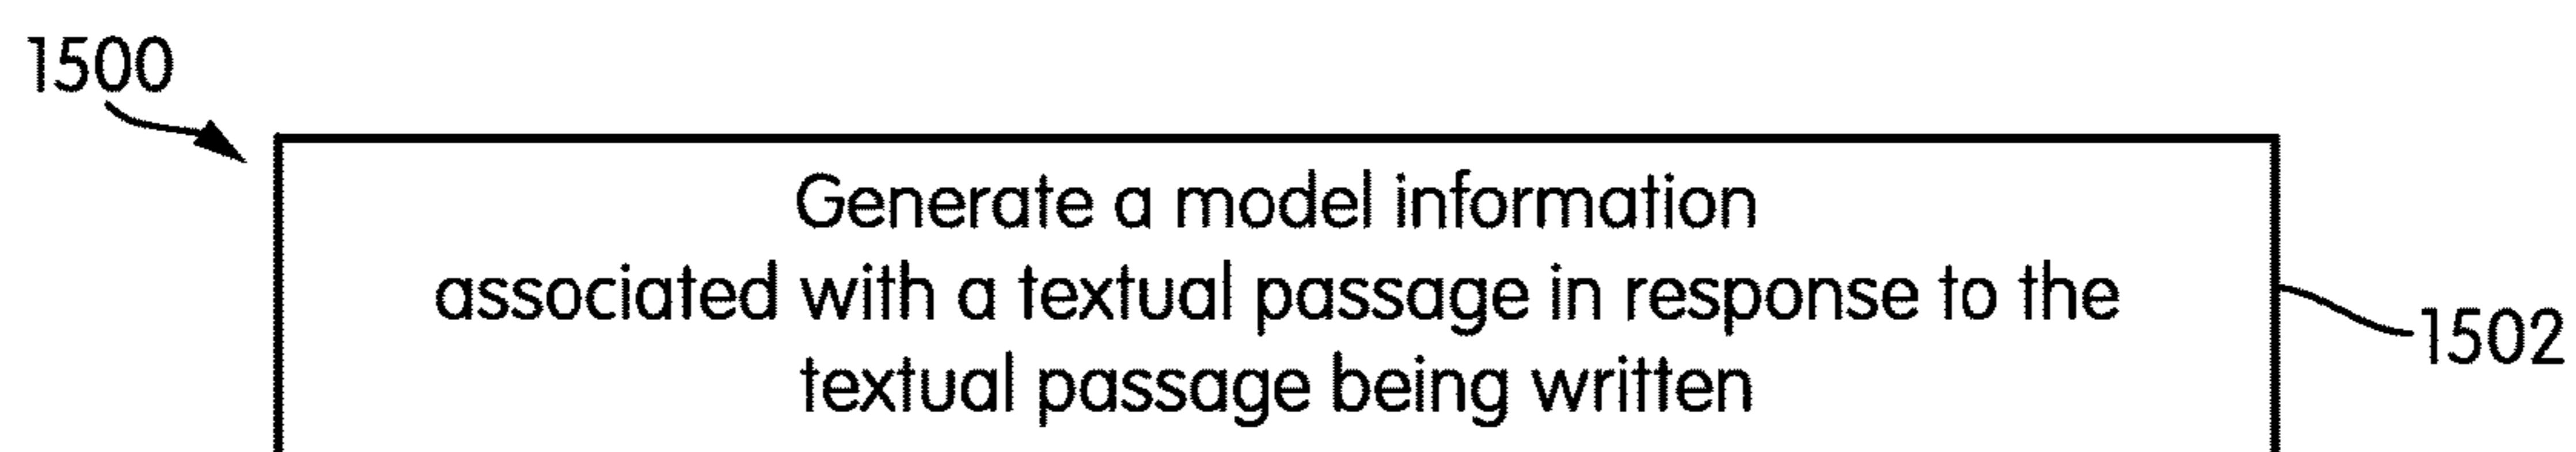 1500
Generate a model information
associated with a textual passage in response to the
textual passage being written
1502